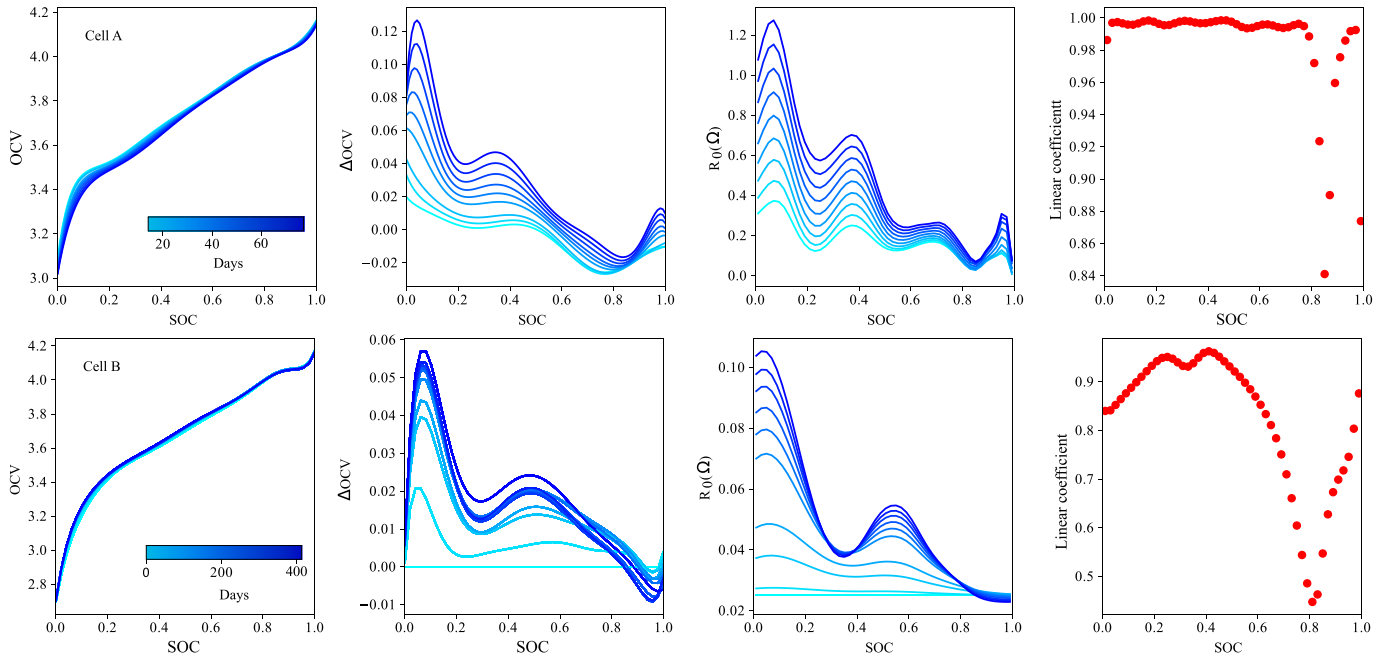 4.2
4.0
3.8
3.6
3.4
3.2
3.0
OCV
Cell A
20 40 60
Days
0.0 0.2 0.4 0.6 0.8 1.0
SOC
0.12
0.10
0.08
0.06
0.04
0.02
0.00
−0.02
ΔOCV
0.0 0.2 0.4 0.6 0.8 1.0
SOC
1.2
1.0
0.8
0.6
0.4
0.2
0.0
R0(Ω)
0.0 0.2 0.4 0.6 0.8 1.0
SOC
1.00
0.98
0.96
0.94
0.92
0.90
0.88
0.86
0.84
Linear coefficientt
0.0 0.2 0.4 0.6 0.8 1.0
SOC
4.2
4.0
3.8
3.6
3.4
3.2
3.0
2.8
OCV
Cell B
0 200 400
Days
0.0 0.2 0.4 0.6 0.8 1.0
SOC
0.06
0.05
0.04
0.03
0.02
0.01
0.00
−0.01
ΔOCV
0.0 0.2 0.4 0.6 0.8 1.0
SOC
0.10
0.08
0.06
0.04
0.02
R0(Ω)
0.0 0.2 0.4 0.6 0.8 1.0
SOC
0.9
0.8
0.7
0.6
0.5
Linear coefficient
0.0 0.2 0.4 0.6 0.8 1.0
SOC